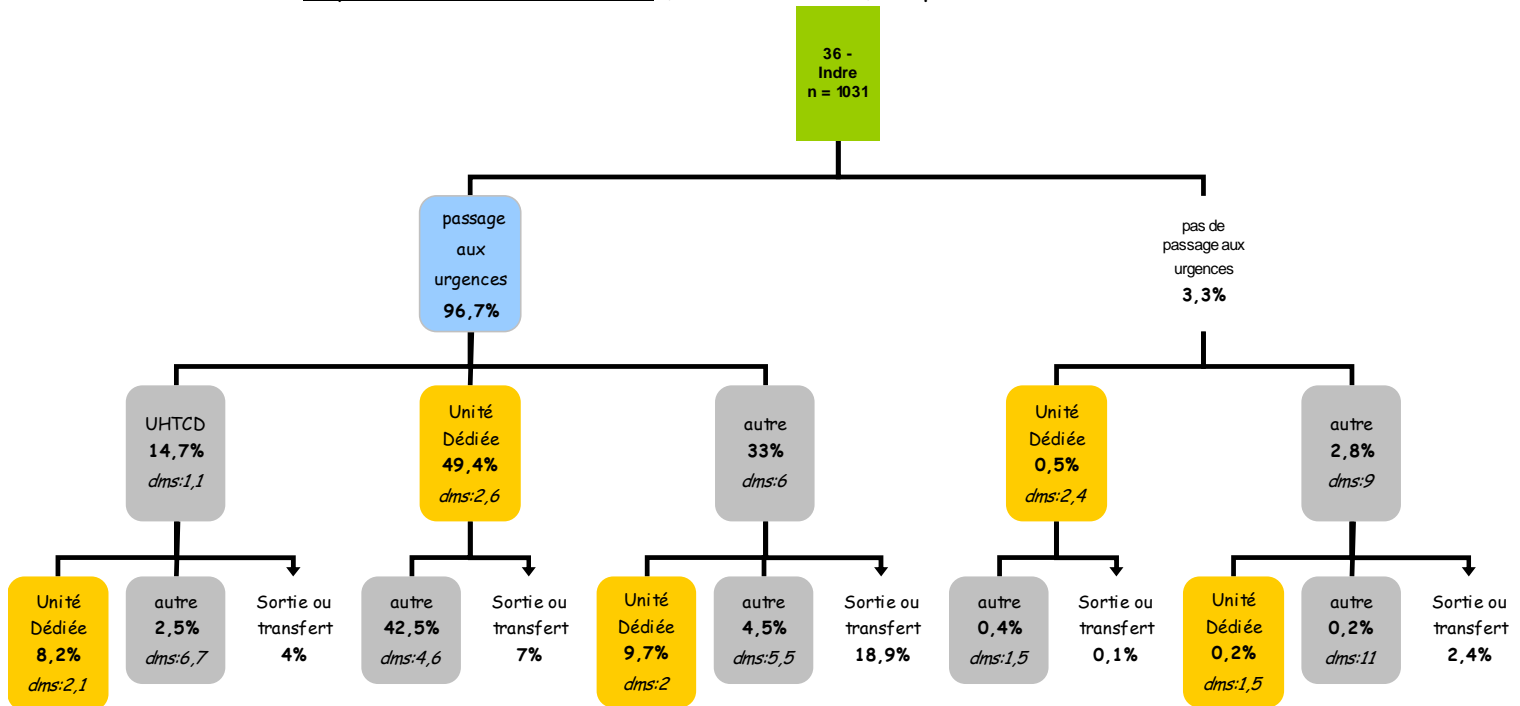 36 -
Indre
n = 1031
passage
aux
urgences
96,7%
pas de
passage aux
urgences
3,3%
UHTCD
14,7%
dms:1,1
Unité
Dédiée
49,4%
dms:2,6
autre
33%
dms:6
Unité
Dédiée
0,5%
dms:2,4
autre
2,8%
dms:9
Unité
Dédiée
8,2%
dms:2,1
autre
2,5%
dms:6,7
Sortie ou
transfert
4%
autre
42,5%
dms:4,6
Sortie ou
transfert
7%
Unité
Dédiée
9,7%
dms:2
autre
4,5%
dms:5,5
Sortie ou
transfert
18,9%
autre
0,4%
dms:1,5
Sortie ou
transfert
0,1%
Unité
Dédiée
0,2%
dms:1,5
autre
0,2%
dms:11
Sortie ou
transfert
2,4%